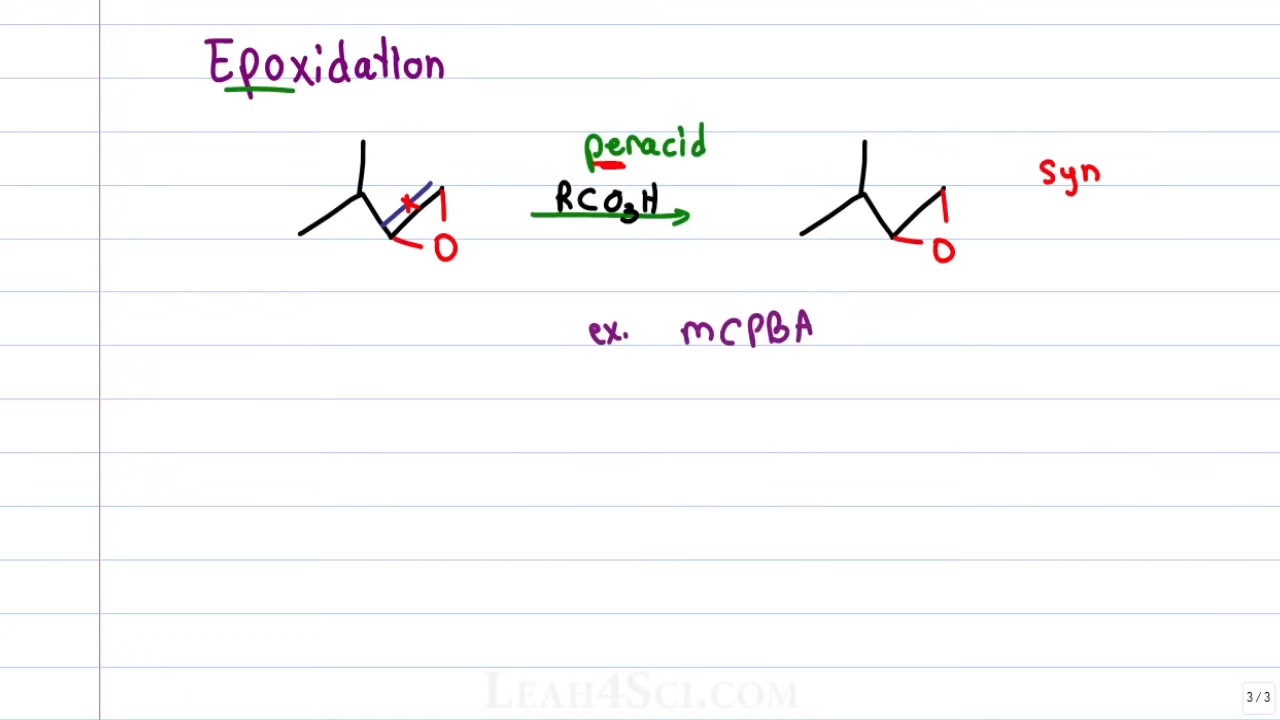 Epoxidation
peracid
RCO₃H
syn
O
O
ex. mCPBA
LEAH4SCI.COM
3/3